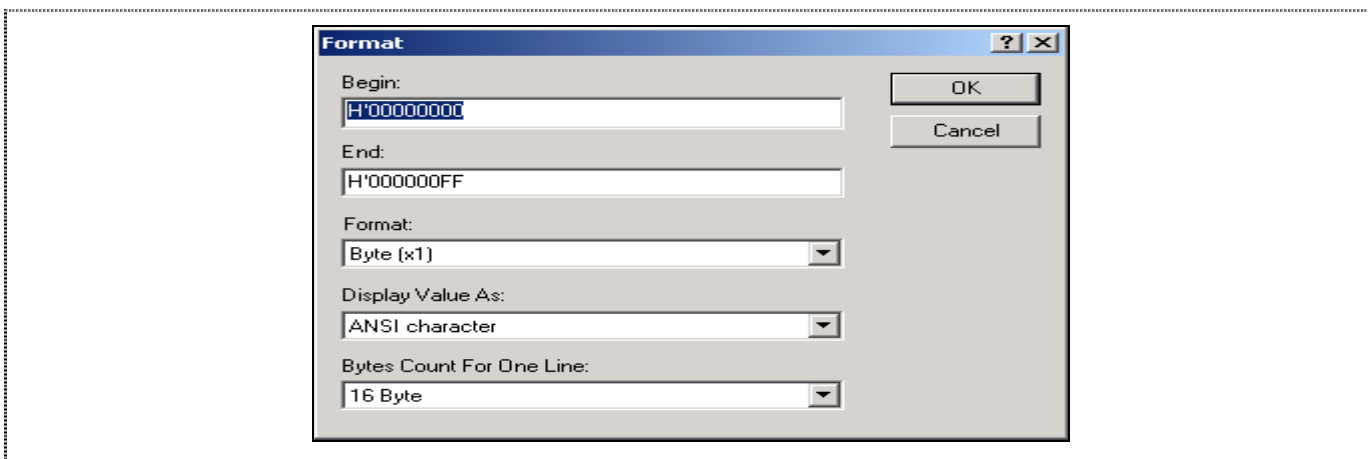 Format
Begin:
H'00000000
End:
H'000000FF
Format:
Byte (x1)
Display Value As:
ANSI character
Bytes Count For One Line:
16 Byte
OK
Cancel